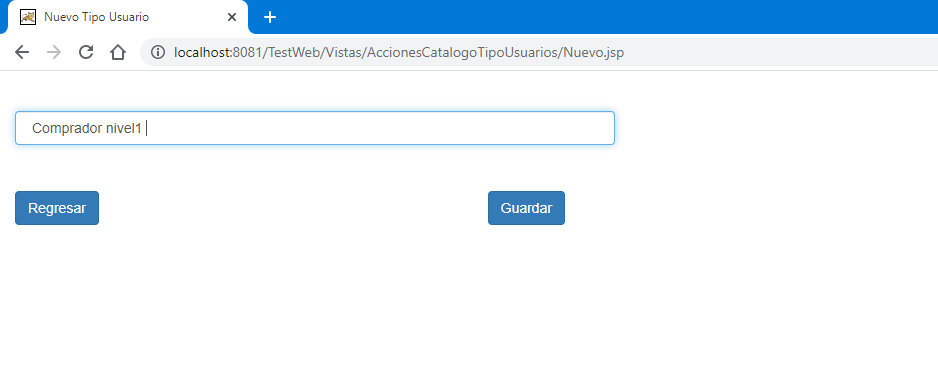 Nuevo Tipo Usuario
localhost:8081/TestWeb/Vistas/AccionesCatalogoTipoUsuarios/Nuevo.jsp
Comprador nivel1
Regresar
Guardar